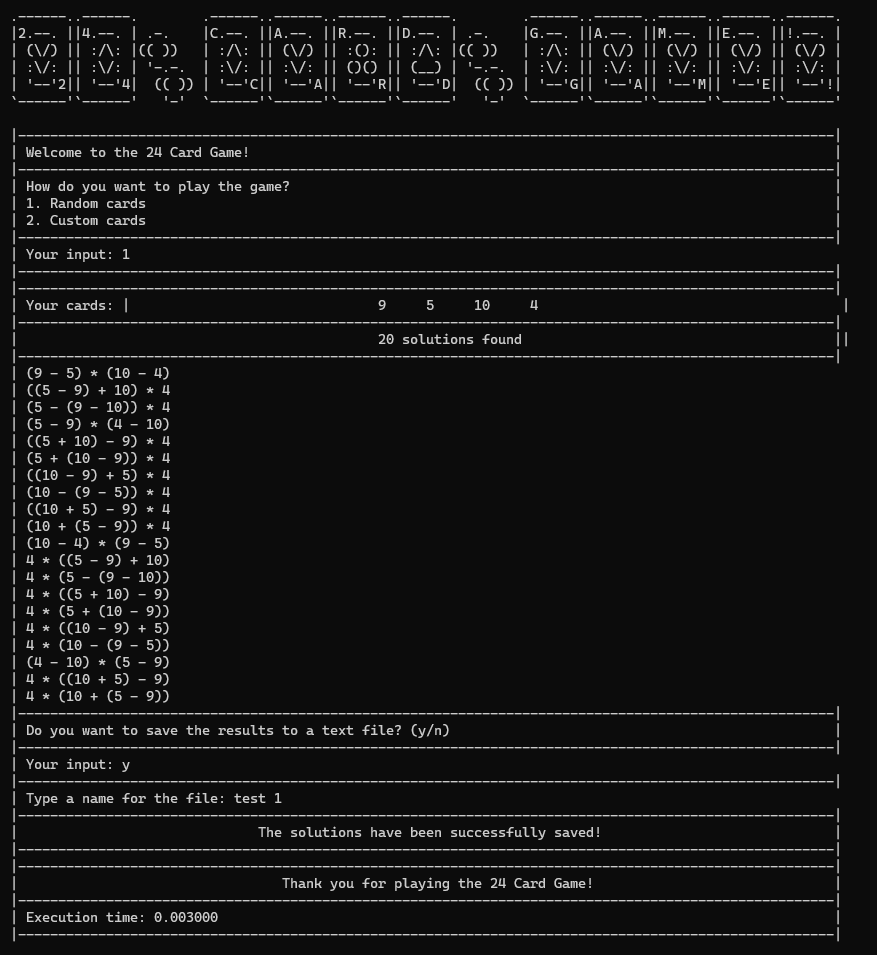 .------..------.        .------..------..------..------.        .------..------..------..------..------.
|2.--. ||4.--. | .-.    |C.--. ||A.--. ||R.--. ||D.--. | .-.    |G.--. ||A.--. ||M.--. ||E.--. ||!.--. |
| (\/) || :/\: |(( ))   | :/\: || (\/) || :(): || :/\: |(( ))   | :/\: || (\/) || (\/) || (\/) || (\/) |
| :\/: || :\/: | '-.-.  | :\/: || :\/: || ()() || (__) | '-.-.  | :\/: || :\/: || :\/: || :\/: || :\/: |
| '--'2|| '--'4|  (( )) | '--'C|| '--'A|| '--'R|| '--'D|  (( )) | '--'G|| '--'A|| '--'M|| '--'E|| '--'!|
`------'`------'   '-'  `------'`------'`------'`------'   '-'  `------'`------'`------'`------'`------'
|------------------------------------------------------------------------------------------------------|
| Welcome to the 24 Card Game! |
|------------------------------------------------------------------------------------------------------|
| How do you want to play the game? |
| 1. Random cards |
| 2. Custom cards |
|------------------------------------------------------------------------------------------------------|
| Your input: 1
|------------------------------------------------------------------------------------------------------|
|------------------------------------------------------------------------------------------------------|
| Your cards: | 9 5 10 4 |
|------------------------------------------------------------------------------------------------------|
| 20 solutions found ||
|------------------------------------------------------------------------------------------------------|
| (9 - 5) * (10 - 4)
| ((5 - 9) + 10) * 4
| (5 - (9 - 10)) * 4
| (5 - 9) * (4 - 10)
| ((5 + 10) - 9) * 4
| (5 + (10 - 9)) * 4
| ((10 - 9) + 5) * 4
| (10 - (9 - 5)) * 4
| ((10 + 5) - 9) * 4
| (10 + (5 - 9)) * 4
| (10 - 4) * (9 - 5)
| 4 * ((5 - 9) + 10)
| 4 * (5 - (9 - 10))
| 4 * ((5 + 10) - 9)
| 4 * (5 + (10 - 9))
| 4 * ((10 - 9) + 5)
| 4 * (10 - (9 - 5))
| (4 - 10) * (5 - 9)
| 4 * ((10 + 5) - 9)
| 4 * (10 + (5 - 9))
|------------------------------------------------------------------------------------------------------|
| Do you want to save the results to a text file? (y/n) |
|------------------------------------------------------------------------------------------------------|
| Your input: y
|------------------------------------------------------------------------------------------------------|
| Type a name for the file: test 1
|------------------------------------------------------------------------------------------------------|
| The solutions have been successfully saved! |
|------------------------------------------------------------------------------------------------------|
|------------------------------------------------------------------------------------------------------|
| Thank you for playing the 24 Card Game! |
|------------------------------------------------------------------------------------------------------|
| Execution time: 0.003000 |
|------------------------------------------------------------------------------------------------------|